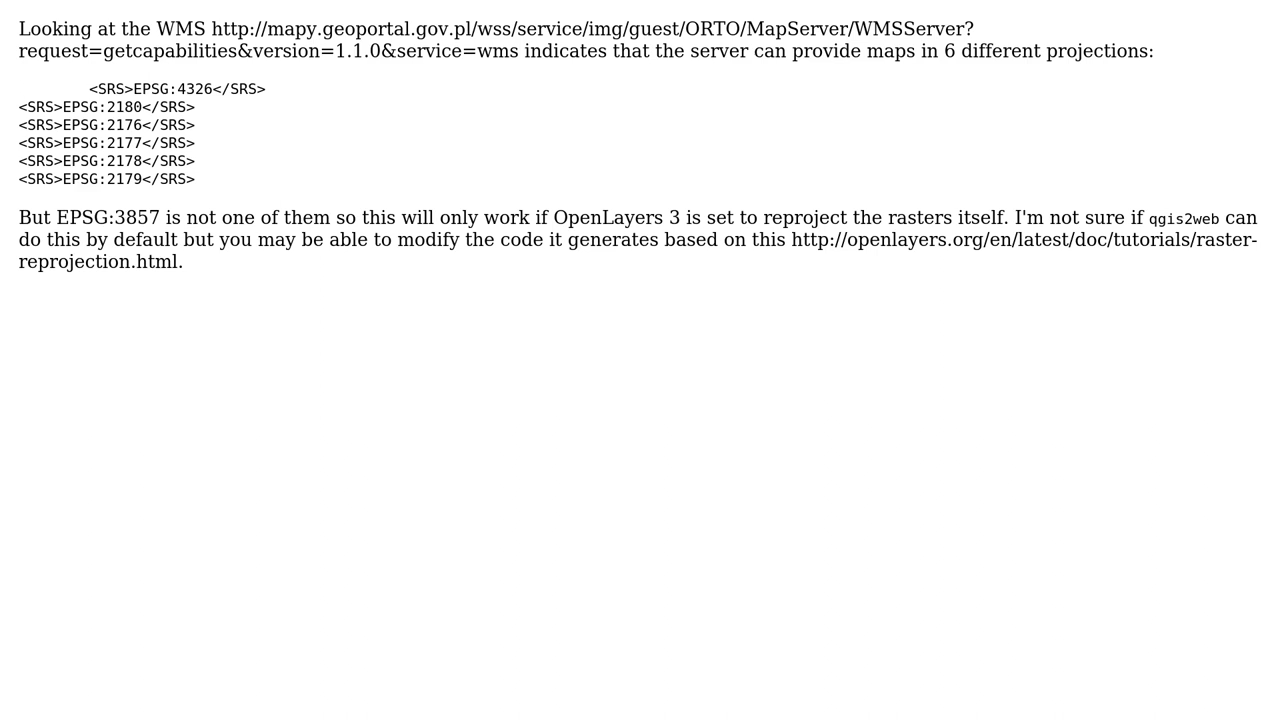 Looking at the WMS http://mapy.geoportal.gov.pl/wss/service/img/guest/ORTO/MapServer/WMSServer?
request=getcapabilities&version=1.1.0&service=wms indicates that the server can provide maps in 6 different projections:
<SRS>EPSG:4326</SRS>
<SRS>EPSG:2180</SRS>
<SRS>EPSG:2176</SRS>
<SRS>EPSG:2177</SRS>
<SRS>EPSG:2178</SRS>
<SRS>EPSG:2179</SRS>
But EPSG:3857 is not one of them so this will only work if OpenLayers 3 is set to reproject the rasters itself. I'm not sure if qgis2web can
do this by default but you may be able to modify the code it generates based on this http://openlayers.org/en/latest/doc/tutorials/raster-
reprojection.html.